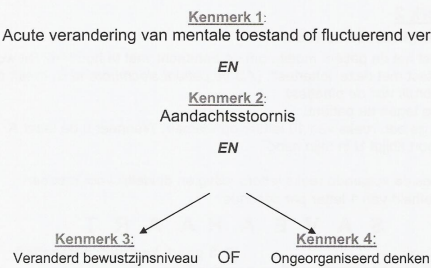 Kenmerk 1:
Acute verandering van mentale toestand of fluctuerend ver
EN
Kenmerk 2:
Aandachtsstoornis
EN
Kenmerk 3: Kenmerk 4:
Veranderd bewustzijnsniveau OF Ongeorganiseerd denken